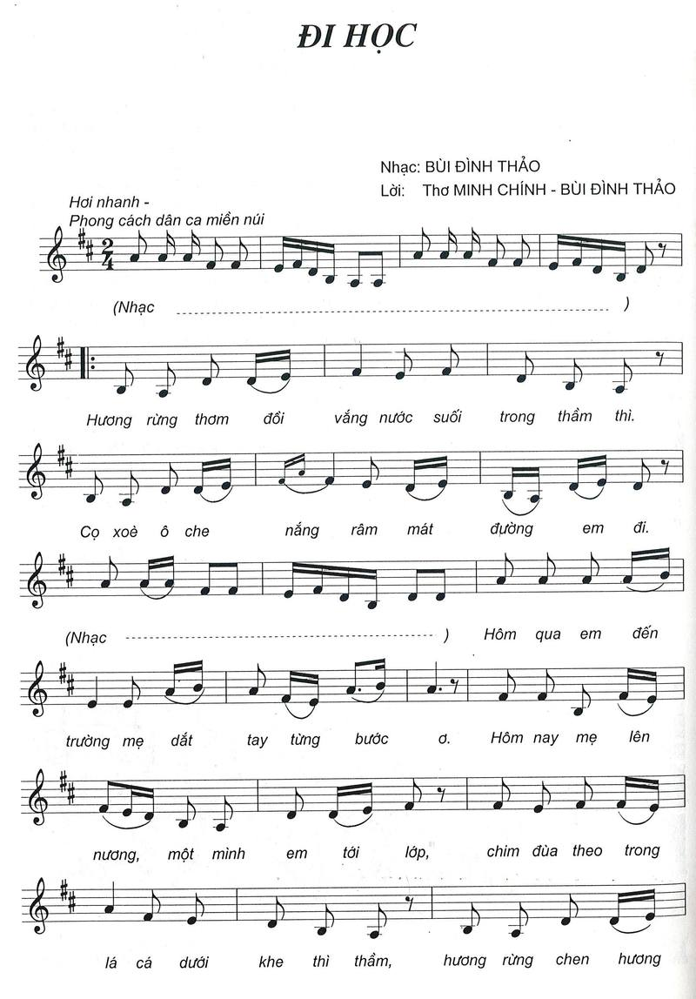 ĐI HỌC
Nhạc: BÙI ĐÌNH THẢO
Lời: Thơ MINH CHÍNH - BÙI ĐÌNH THẢO
Hơi nhanh -
Phong cách dân ca miền núi
2
4
(Nhạc ---------- )
Hương rừng thơm đồi vắng nước suối trong thầm thì.
Cọ xoè ô che nắng râm mát đường em đi.
(Nhạc ---------- ) Hôm qua em đến
trường mẹ dắt tay từng bước ơ. Hôm nay mẹ lên
nương, một mình em tới lớp, chim đùa theo trong
lá cá dưới khe thì thầm, hương rừng chen hương